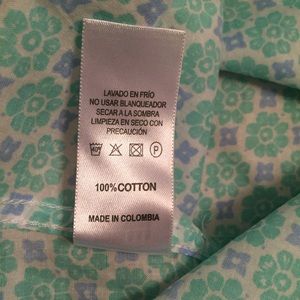 LAVADO EN FRÍO
NO USAR BLANQUEADOR
SECAR A LA SOMBRA
LIMPIEZA EN SECO CON
PRECAUCIÓN
P
100% COTTON
MADE IN COLOMBIA